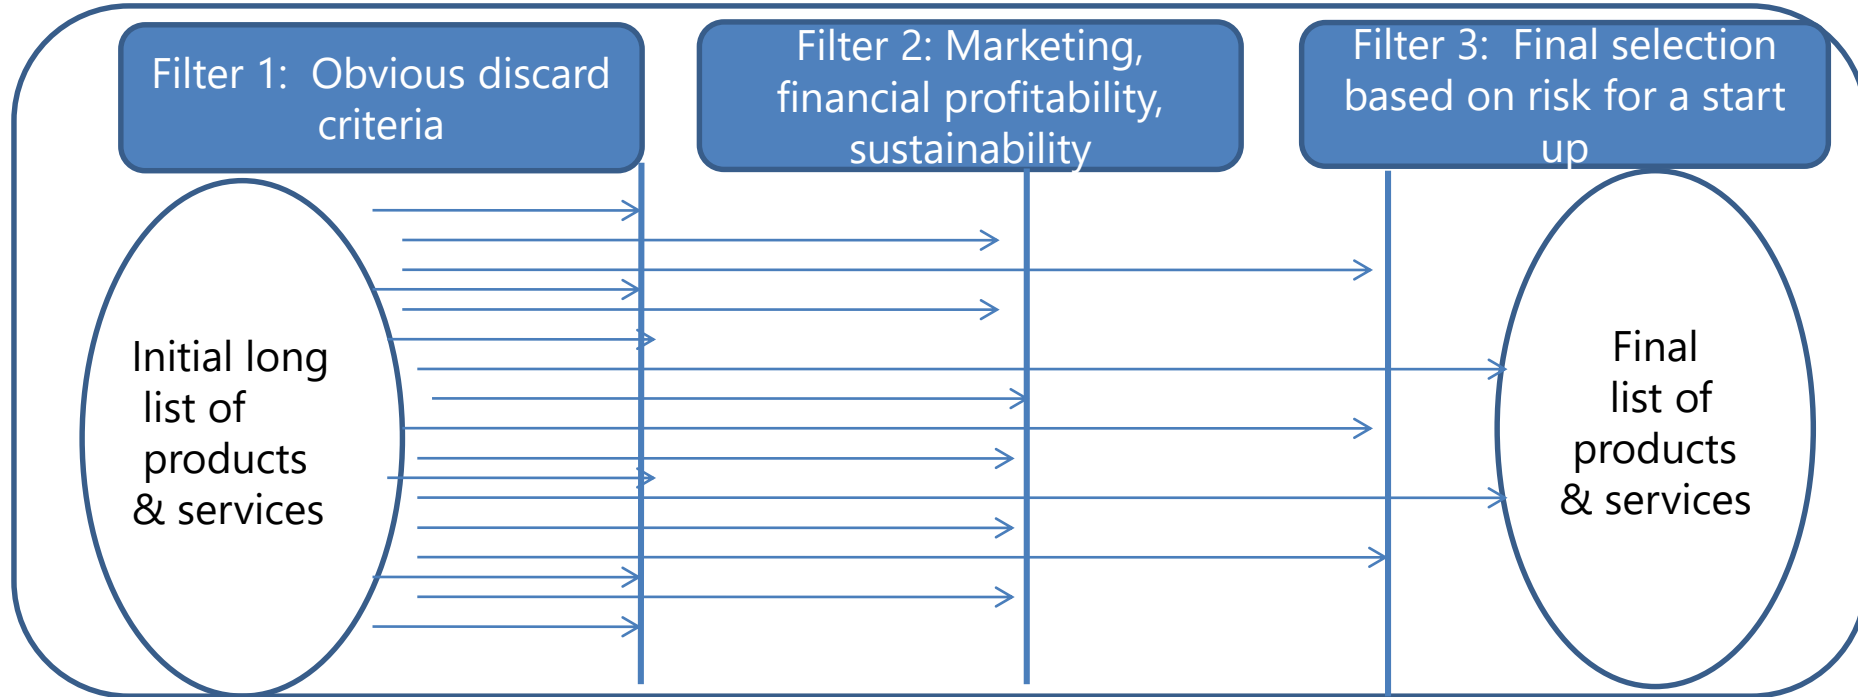 Filter 1:  Obvious discard
criteria
Filter 2: Marketing,
financial profitability,
sustainability
Filter 3:  Final selection
based on risk for a start
up
Initial long
list of
products
& services
Final
list of
products
& services